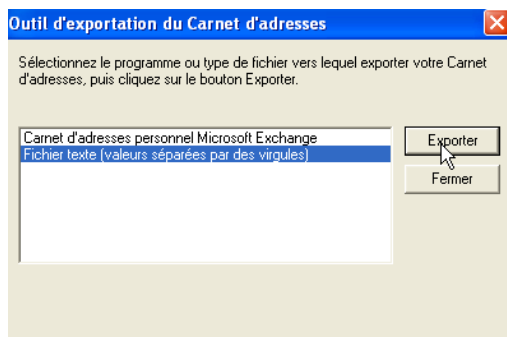 Outil d'exportation du Carnet d'adresses
Sélectionnez le programme ou type de fichier vers lequel exporter votre Carnet
d'adresses, puis cliquez sur le bouton Exporter.
Carnet d'adresses personnel Microsoft Exchange
Fichier texte (valeurs séparées par des virgules)
Exporter
Fermer